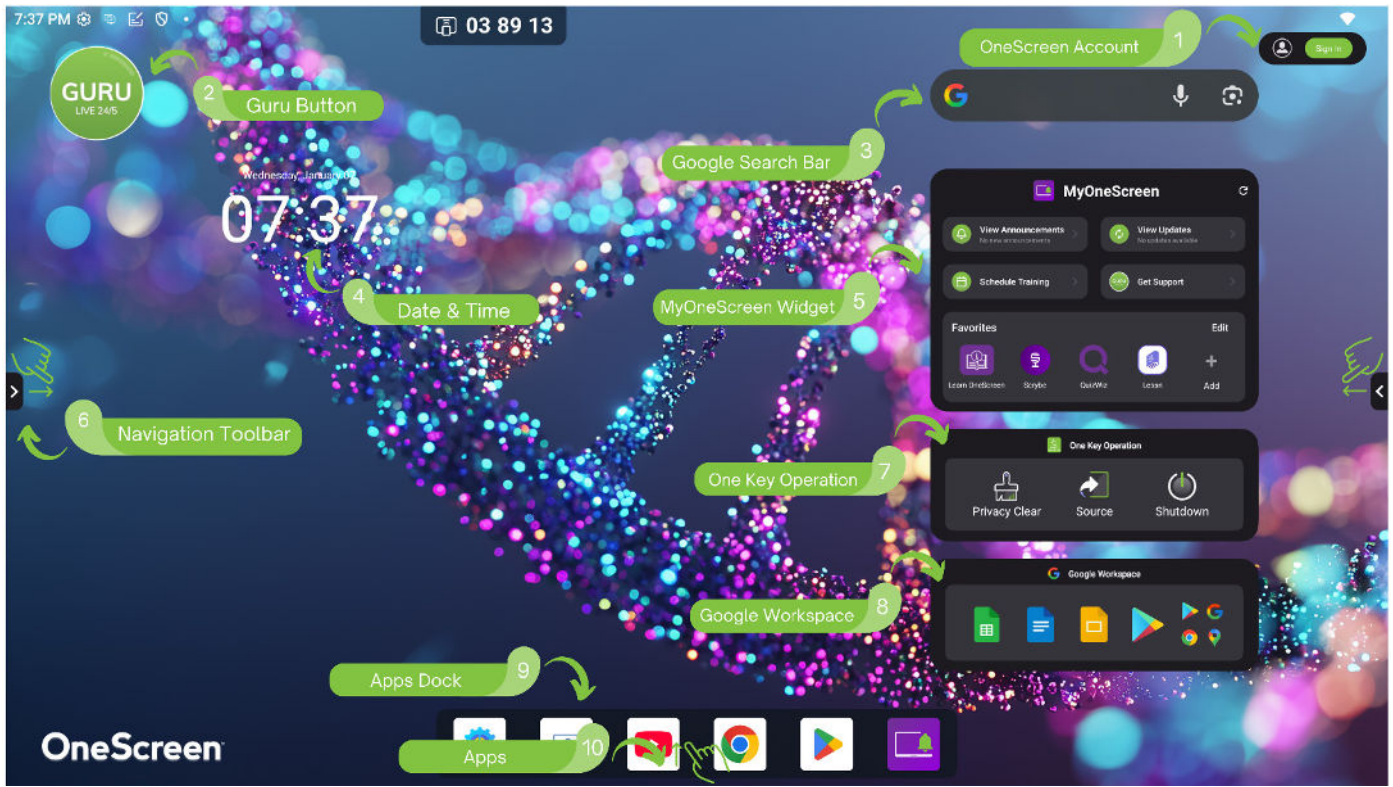 7:37 PM
03 89 13
OneScreen Account
1
Sign In
GURU
LIVE 24/5
2
Guru Button
Google Search Bar
3
Wednesday, January
07:37
4
Date & Time
MyOneScreen
View Announcements
No new announcements
View Updates
No updates available
Schedule Training
Get Support
MyOneScreen Widget
5
Favorites
Edit
Learn OneScreen
Scrybe
QuizWiz
Add
6
Navigation Toolbar
One Key Operation
7
One Key Operation
Privacy Clear
Source
Shutdown
Google Workspace
8
Google Workspace
Apps Dock
9
Apps
10
OneScreen